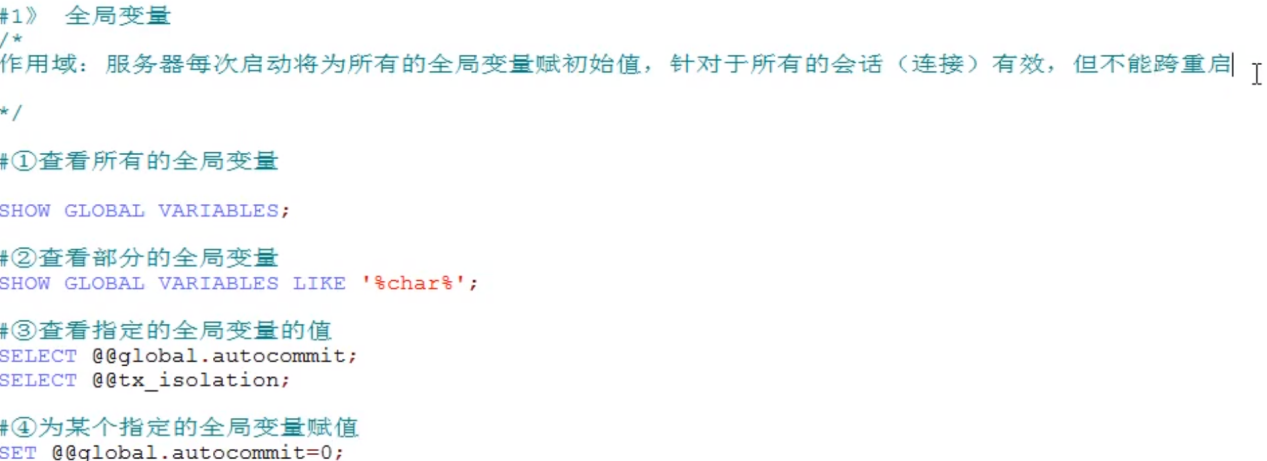 #1》 全局变量
/*
作用域：服务器每次启动将为所有的全局变量赋初始值，针对于所有的会话（连接）有效，但不能跨重启
*/
#①查看所有的全局变量
SHOW GLOBAL VARIABLES;
#②查看部分的全局变量
SHOW GLOBAL VARIABLES LIKE '%char%';
#③查看指定的全局变量的值
SELECT @@global.autocommit;
SELECT @@tx_isolation;
#④为某个指定的全局变量赋值
SET @@global.autocommit=0;